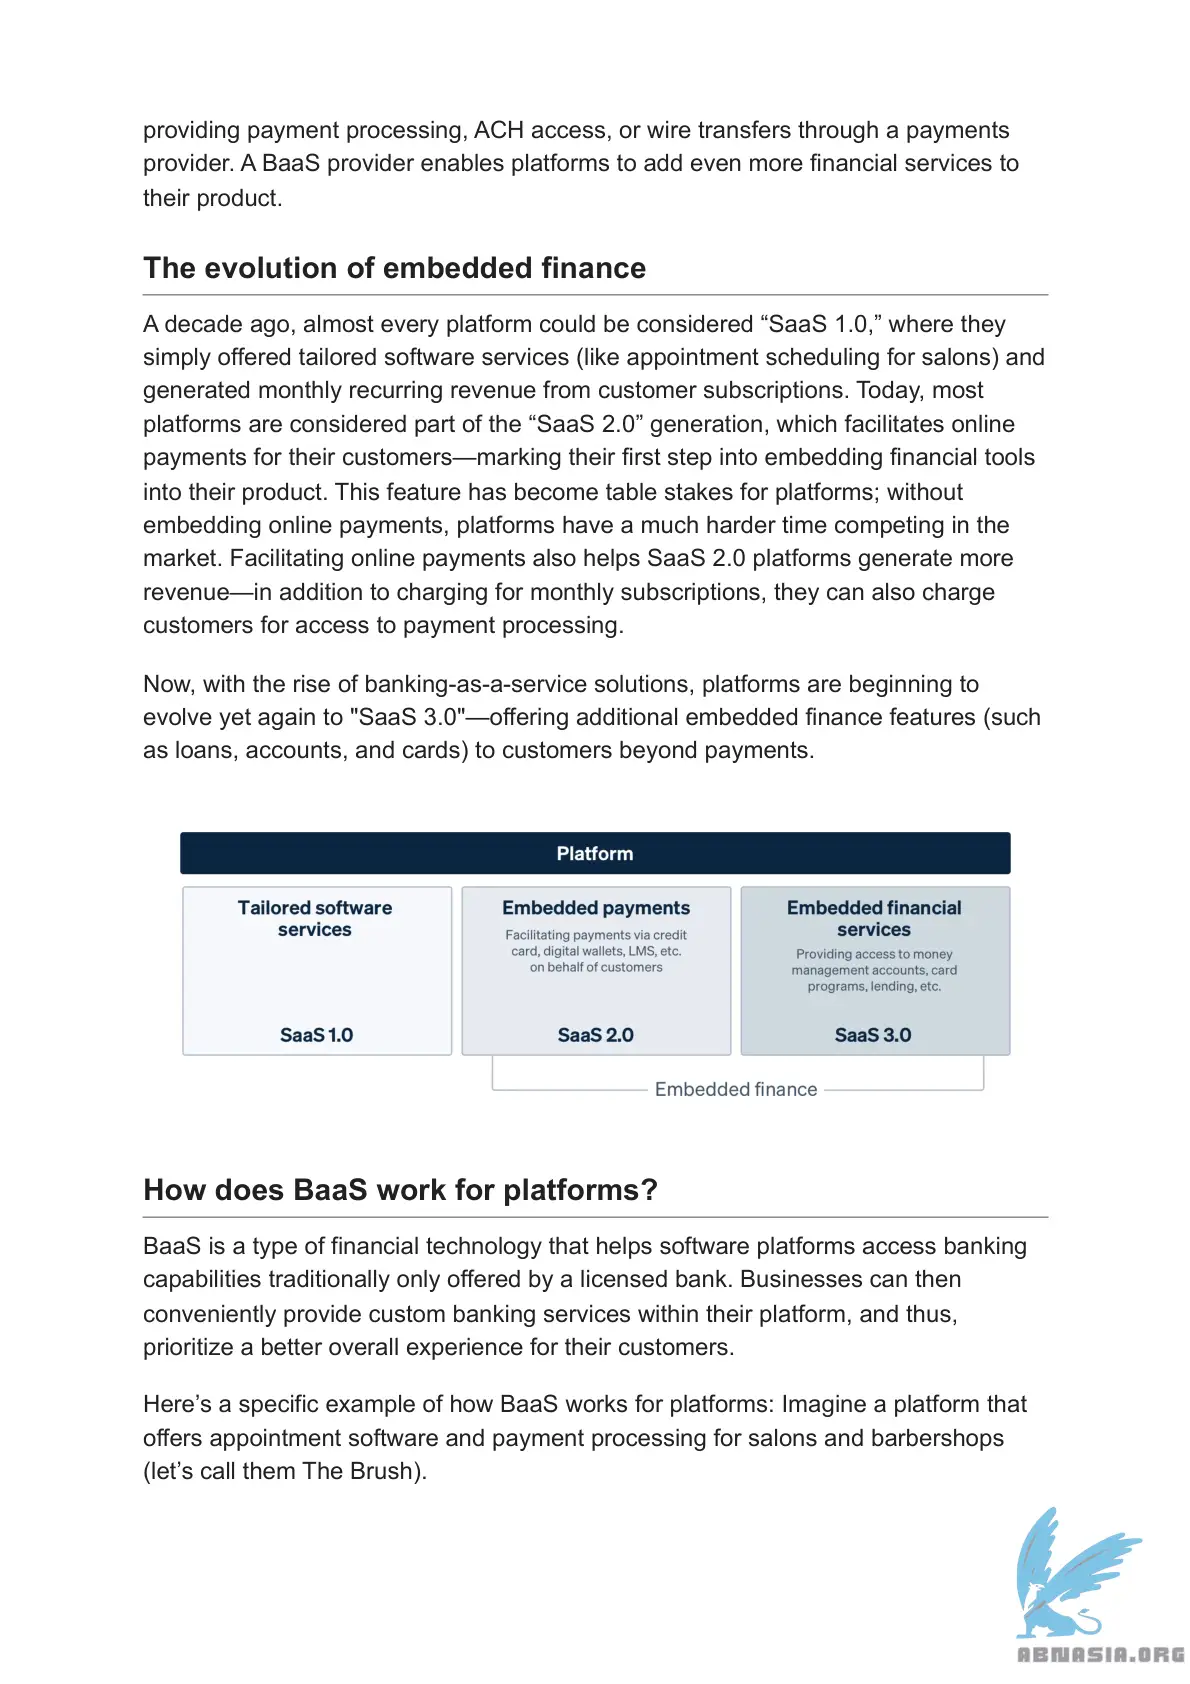 providing payment processing, ACH access, or wire transfers through a payments
provider. A BaaS provider enables platforms to add even more financial services to
their product.
The evolution of embedded finance
A decade ago, almost every platform could be considered “SaaS 1.0,” where they
simply offered tailored software services (like appointment scheduling for salons) and
generated monthly recurring revenue from customer subscriptions. Today, most
platforms are considered part of the “SaaS 2.0” generation, which facilitates online
payments for their customers—marking their first step into embedding financial tools
into their product. This feature has become table stakes for platforms; without
embedding online payments, platforms have a much harder time competing in the
market. Facilitating online payments also helps SaaS 2.0 platforms generate more
revenue—in addition to charging for monthly subscriptions, they can also charge
customers for access to payment processing.
Now, with the rise of banking-as-a-service solutions, platforms are beginning to
evolve yet again to "SaaS 3.0"—offering additional embedded finance features (such
as loans, accounts, and cards) to customers beyond payments.
Platform
Tailored software
services
SaaS 1.0
Embedded payments
Facilitating payments via credit
card, digital wallets, LMS, etc.
on behalf of customers
SaaS 2.0
Embedded financial
services
Providing access to money
management accounts, card
programs, lending, etc.
SaaS 3.0
Embedded finance
How does BaaS work for platforms?
BaaS is a type of financial technology that helps software platforms access banking
capabilities traditionally only offered by a licensed bank. Businesses can then
conveniently provide custom banking services within their platform, and thus,
prioritize a better overall experience for their customers.
Here’s a specific example of how BaaS works for platforms: Imagine a platform that
offers appointment software and payment processing for salons and barbershops
(let’s call them The Brush).
ABNASIA.ORG